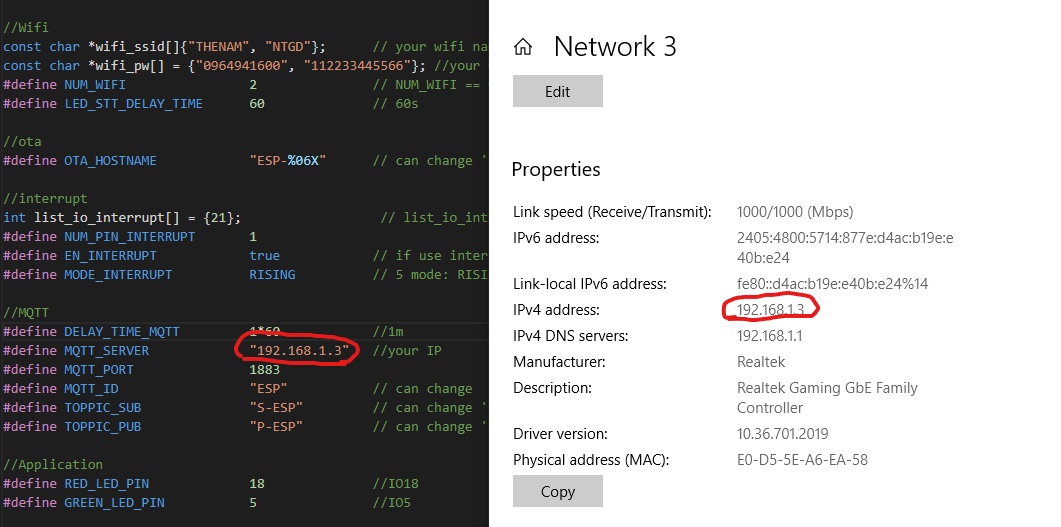 //Wifi
const char *wifi_ssid[]{"THENAM", "NTGD"}; // your wifi na
const char *wifi_pw[] = {"0964941600", "112233445566"}; //your
#define NUM_WIFI 2 // NUM_WIFI ==
#define LED_STT_DELAY_TIME 60 // 60s
//ota
#define OTA_HOSTNAME "ESP-%06X" // can change '
//interrupt
int list_io_interrupt[] = {21}; // list_io_int
#define NUM_PIN_INTERRUPT 1
#define EN_INTERRUPT true // if use inter
#define MODE_INTERRUPT RISING // 5 mode: RISI
//MQTT
#define DELAY_TIME_MQTT 1*60 //1m
#define MQTT_SERVER "192.168.1.3" //your IP
#define MQTT_PORT 1883
#define MQTT_ID "ESP" // can change
#define TOPPIC_SUB "S-ESP" // can change '
#define TOPPIC_PUB "P-ESP" // can change '
//Application
#define RED_LED_PIN 18 //IO18
#define GREEN_LED_PIN 5 //IO5
Network 3
Edit
Properties
Link speed (Receive/Transmit): 1000/1000 (Mbps)
IPv6 address: 2405:4800:5714:877e:d4ac:b19e:e
40b:e24
Link-local IPv6 address: fe80::d4ac:b19e:e40b:e24%14
IPv4 address: 192.168.1.3
IPv4 DNS servers: 192.168.1.1
Manufacturer: Realtek
Description: Realtek Gaming GbE Family
Controller
Driver version: 10.36.701.2019
Physical address (MAC): E0-D5-5E-A6-EA-58
Copy